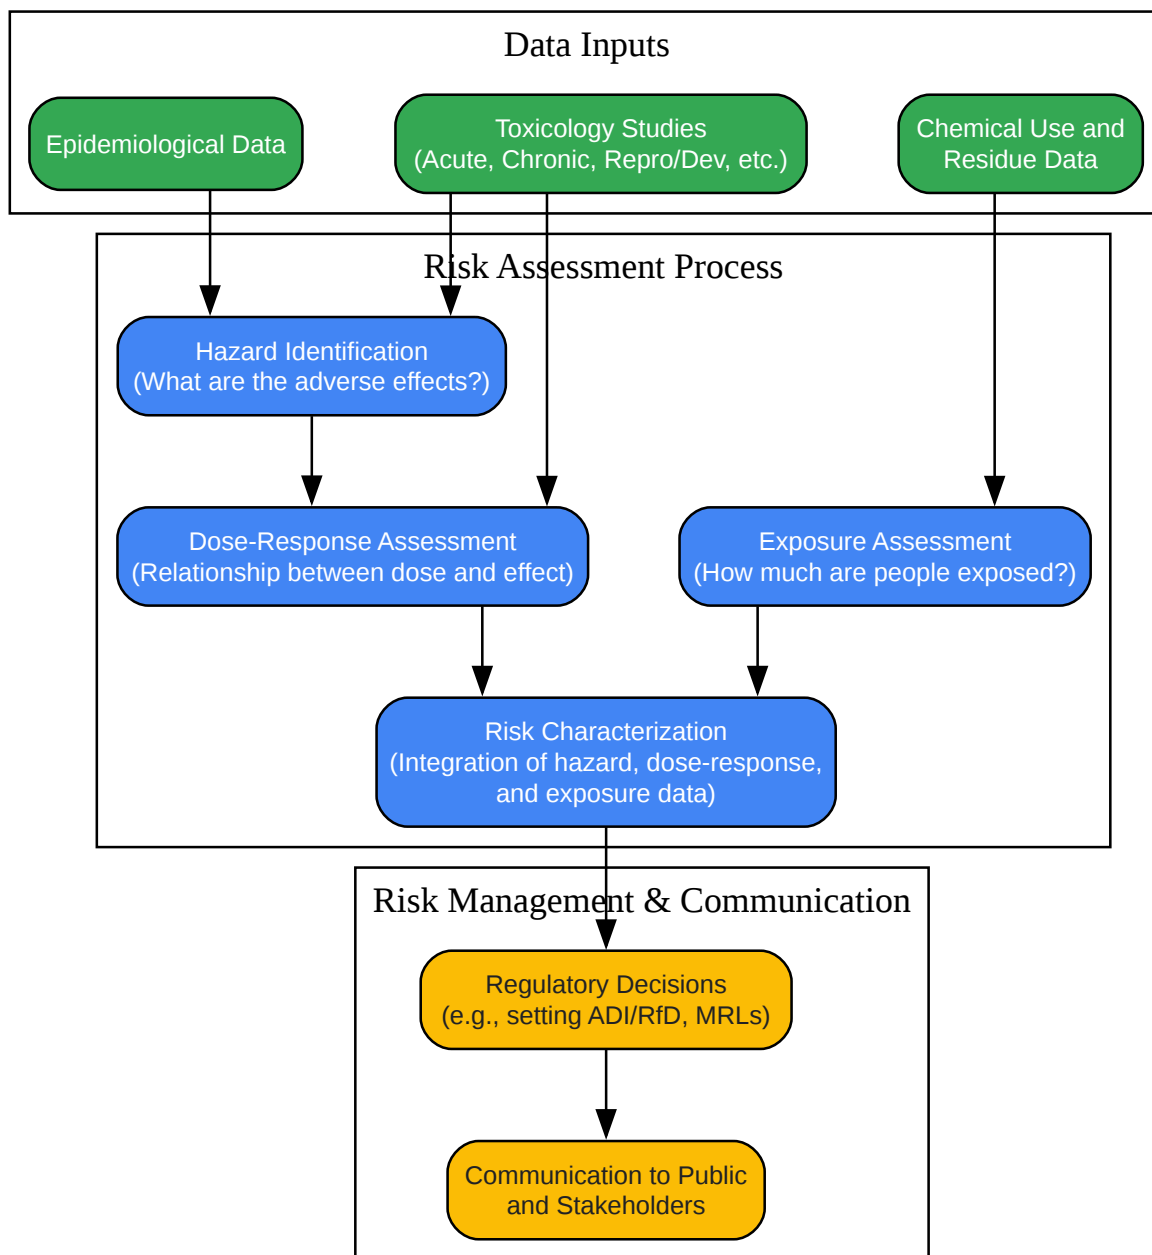 Data Inputs
Epidemiological Data
Toxicology Studies
(Acute, Chronic, Repro/Dev, etc.)
Chemical Use and
Residue Data
Risk Assessment Process
Hazard Identification
(What are the adverse effects?)
Dose-Response Assessment
(Relationship between dose and effect)
Exposure Assessment
(How much are people exposed?)
Risk Characterization
(Integration of hazard, dose-response,
and exposure data)
Risk Management & Communication
Regulatory Decisions
(e.g., setting ADI/RfD, MRLs)
Communication to Public
and Stakeholders